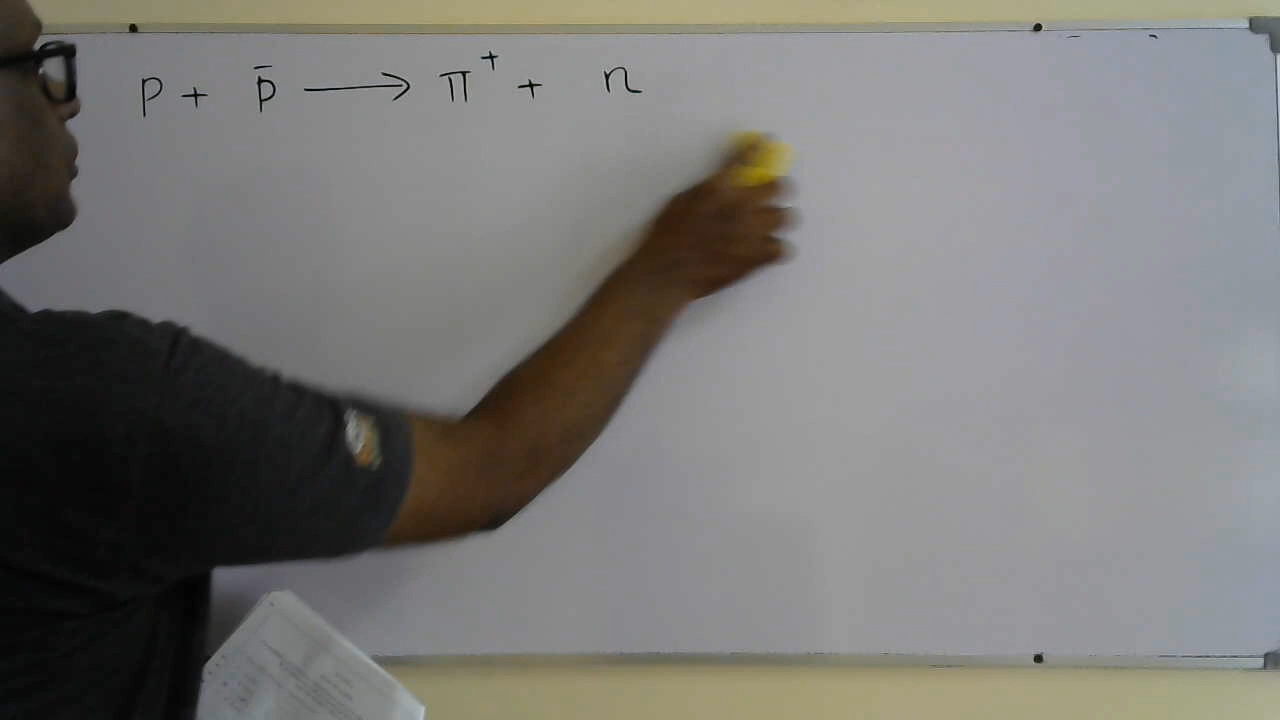 p + p̄ ⟶ π⁺ + n